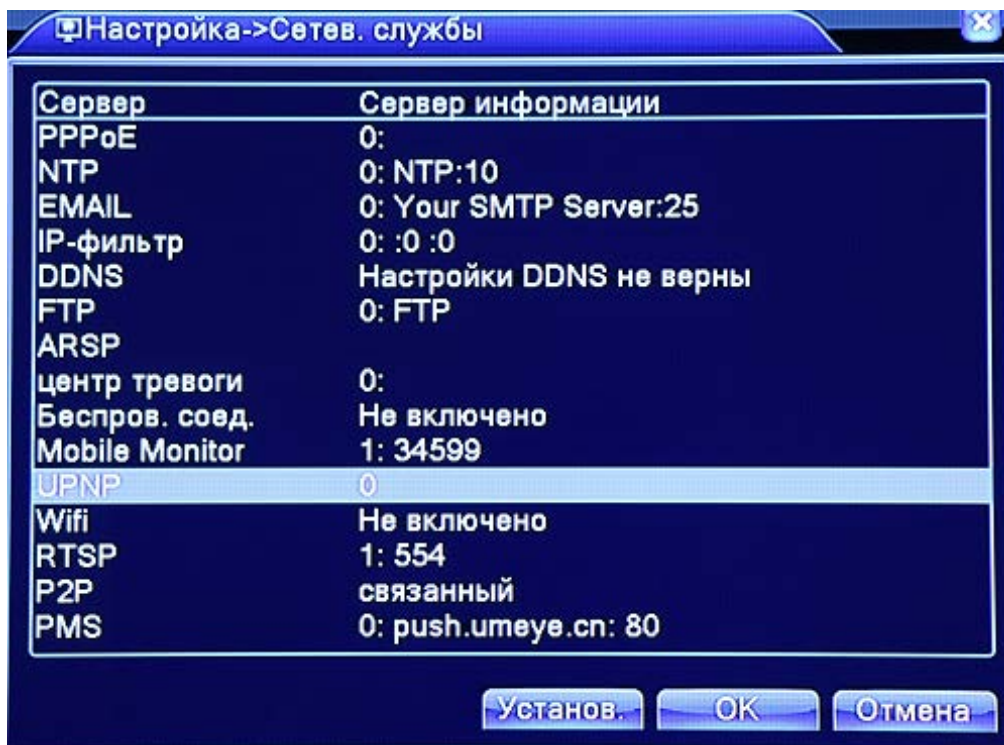 Настройка->Сетев. службы
Сервер Сервер информации
PPPoE 0:
NTP 0: NTP:10
EMAIL 0: Your SMTP Server:25
IP-фильтр 0: :0 :0
DDNS Настройки DDNS не верны
FTP 0: FTP
ARSP
центр тревоги 0:
Беспров. соед. Не включено
Mobile Monitor 1: 34599
UPNP 0
Wifi Не включено
RTSP 1: 554
P2P связанный
PMS 0: push.umeye.cn: 80
Установ. OK Отмена